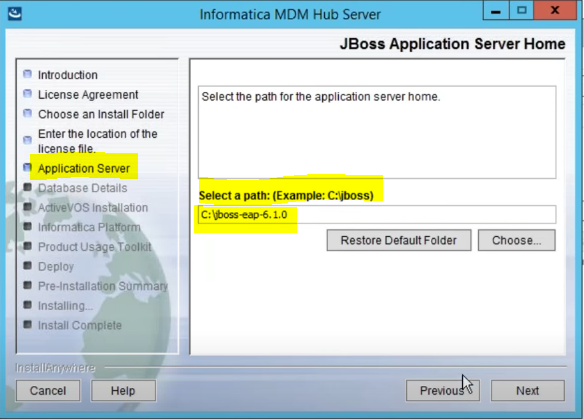 Informatica MDM Hub Server
JBoss Application Server Home
Introduction
License Agreement
Choose an Install Folder
Enter the location of the
license file.
Application Server
Database Details
ActiveVOS Installation
Informatica Platform
Product Usage Toolkit
Deploy
Pre-Installation Summary
Installing...
Install Complete
Select the path for the application server home.
Select a path: (Example: C:\jboss)
C:\jboss-eap-6.1.0
Restore Default Folder
Choose...
InstallAnywhere
Cancel
Help
Previous
Next